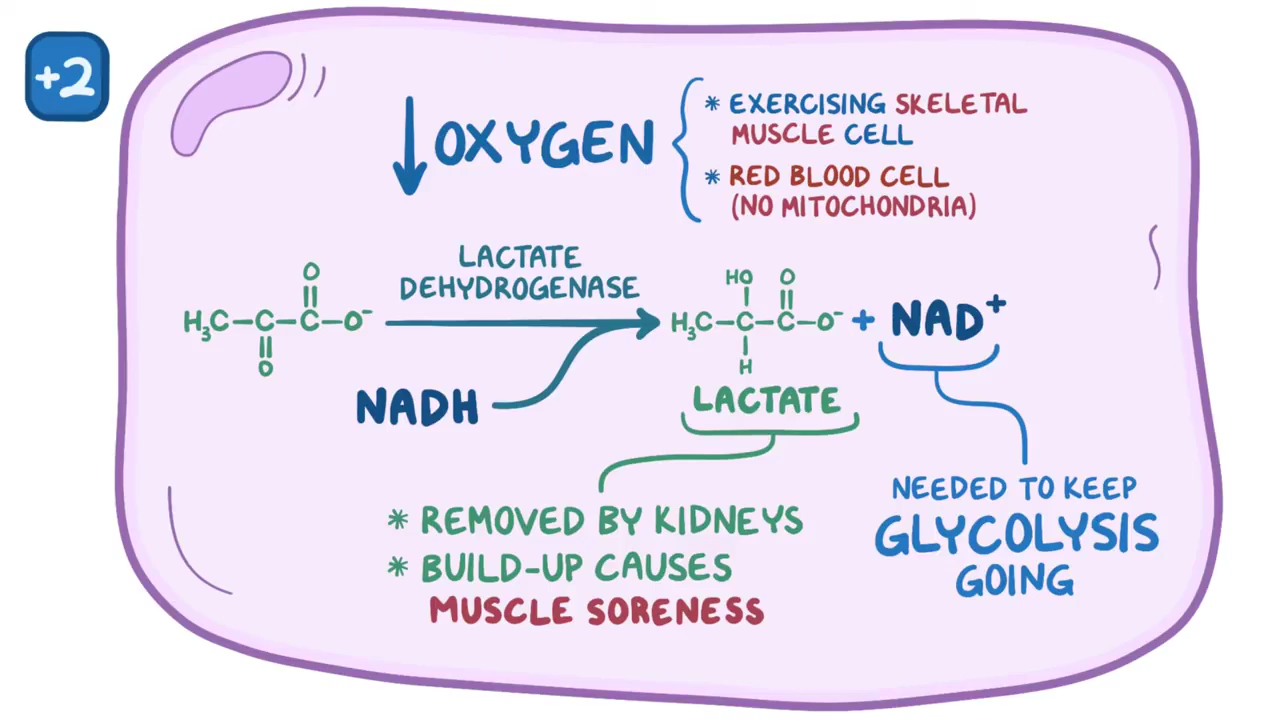 +2
↓ OXYGEN
* EXERCISING SKELETAL
MUSCLE CELL
* RED BLOOD CELL
(NO MITOCHONDRIA)
LACTATE
DEHYDROGENASE
O
H₃C–C–C–O⁻
O
NADH
HO O
H₃C–C–C–O⁻ + NAD⁺
H
LACTATE
* REMOVED BY KIDNEYS
* BUILD-UP CAUSES
MUSCLE SORENESS
NEEDED TO KEEP
GLYCOLYSIS
GOING